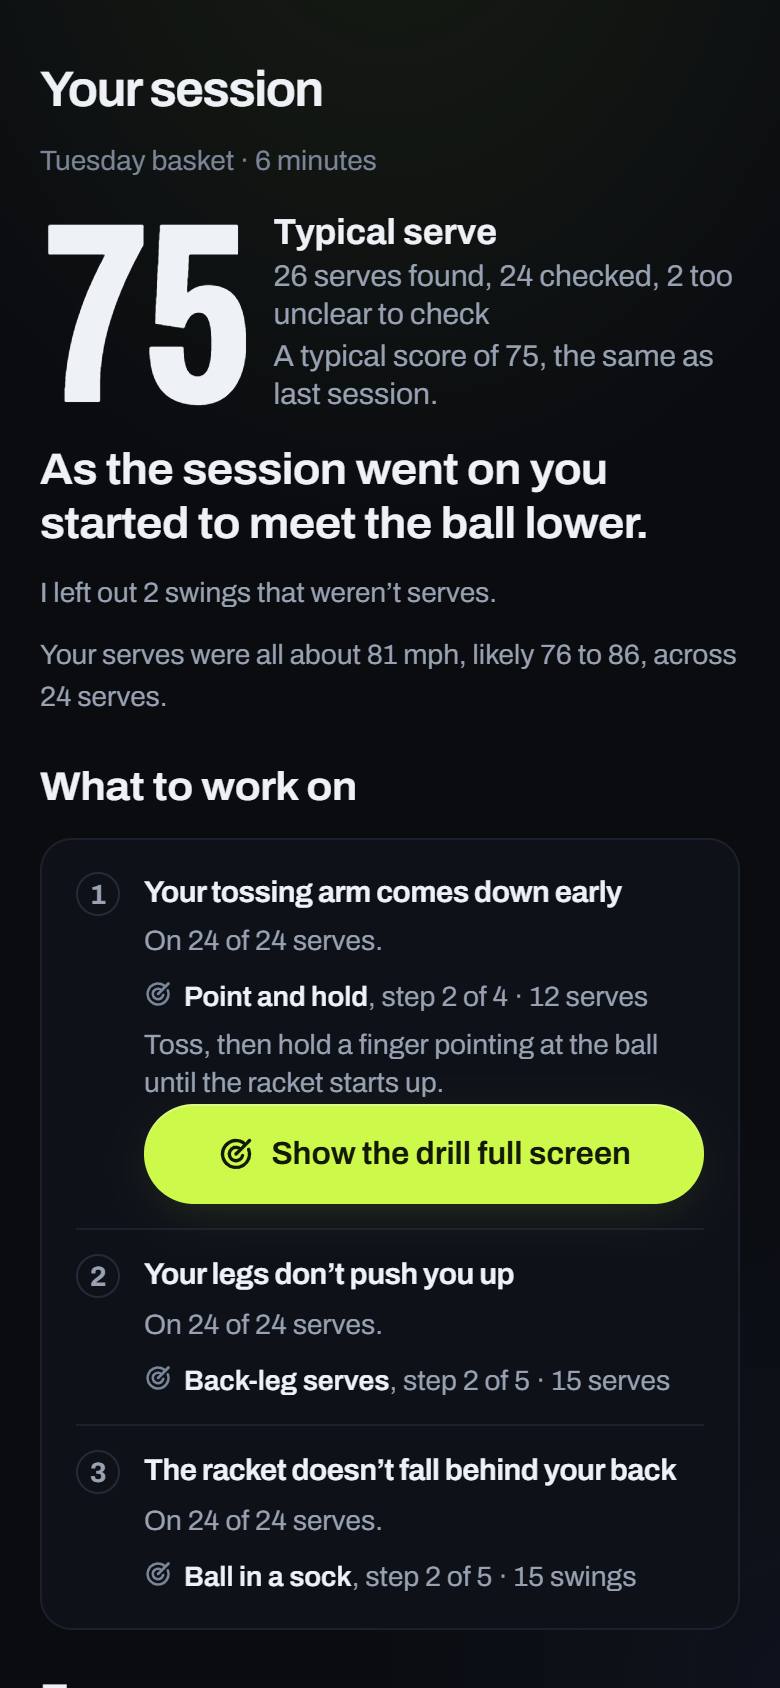 Your session
Tuesday basket · 6 minutes
75
Typical serve
26 serves found, 24 checked, 2 too
unclear to check
A typical score of 75, the same as
last session.
As the session went on you
started to meet the ball lower.
I left out 2 swings that weren’t serves.
Your serves were all about 81 mph, likely 76 to 86, across
24 serves.
What to work on
1
Your tossing arm comes down early
On 24 of 24 serves.
Point and hold, step 2 of 4 · 12 serves
Toss, then hold a finger pointing at the ball
until the racket starts up.
Show the drill full screen
2
Your legs don’t push you up
On 24 of 24 serves.
Back-leg serves, step 2 of 5 · 15 serves
3
The racket doesn’t fall behind your back
On 24 of 24 serves.
Ball in a sock, step 2 of 5 · 15 swings